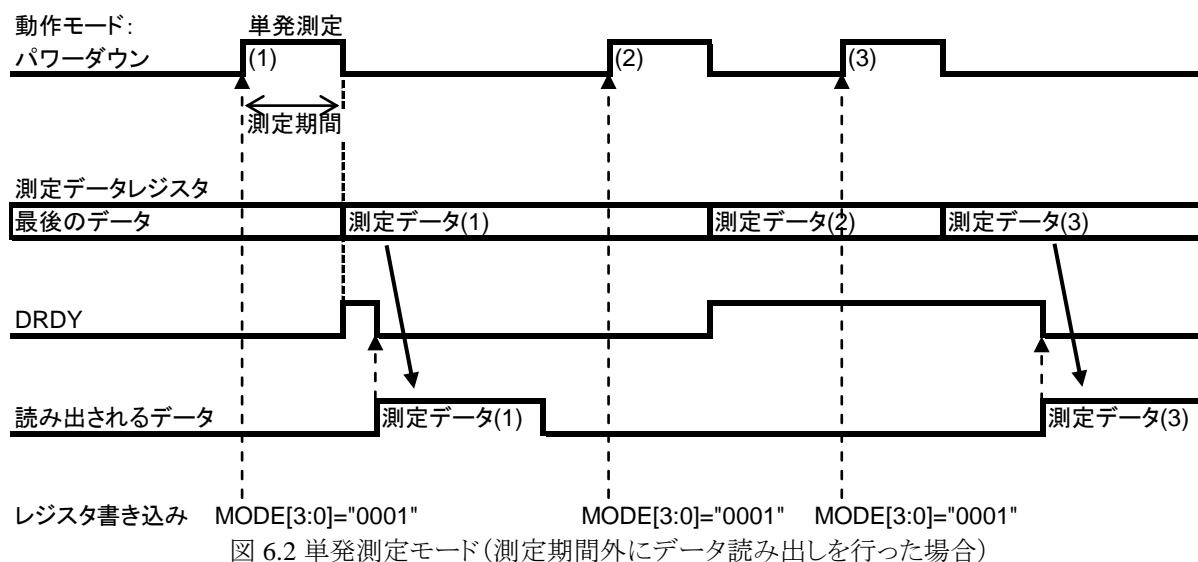 動作モード: 単発測定
パワーダウン (1) (2) (3)
測定期間
測定データレジスタ
最後のデータ 測定データ(1) 測定データ(2) 測定データ(3)
DRDY
読み出されるデータ 測定データ(1) 測定データ(3)
レジスタ書き込み MODE[3:0]="0001" MODE[3:0]="0001" MODE[3:0]="0001"
図 6.2 単発測定モード(測定期間外にデータ読み出しを行った場合)